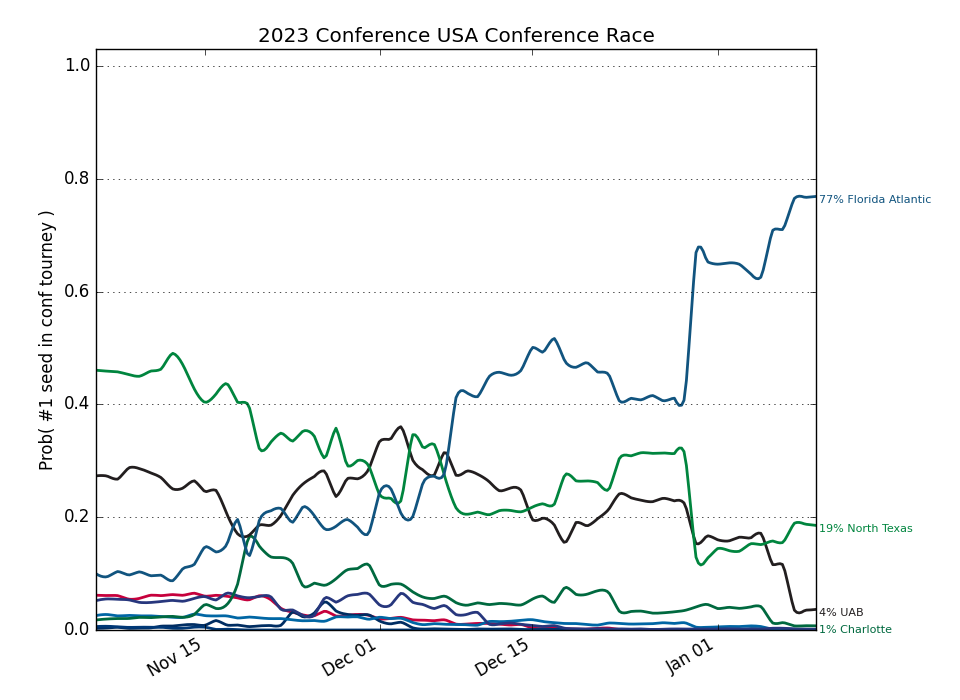 2023 Conference USA Conference Race
Prob( #1 seed in conf tourney )
1.0
0.8
0.6
0.4
0.2
0.0
77% Florida Atlantic
19% North Texas
4% UAB
1% Charlotte
Nov 15
Dec 01
Dec 15
Jan 01